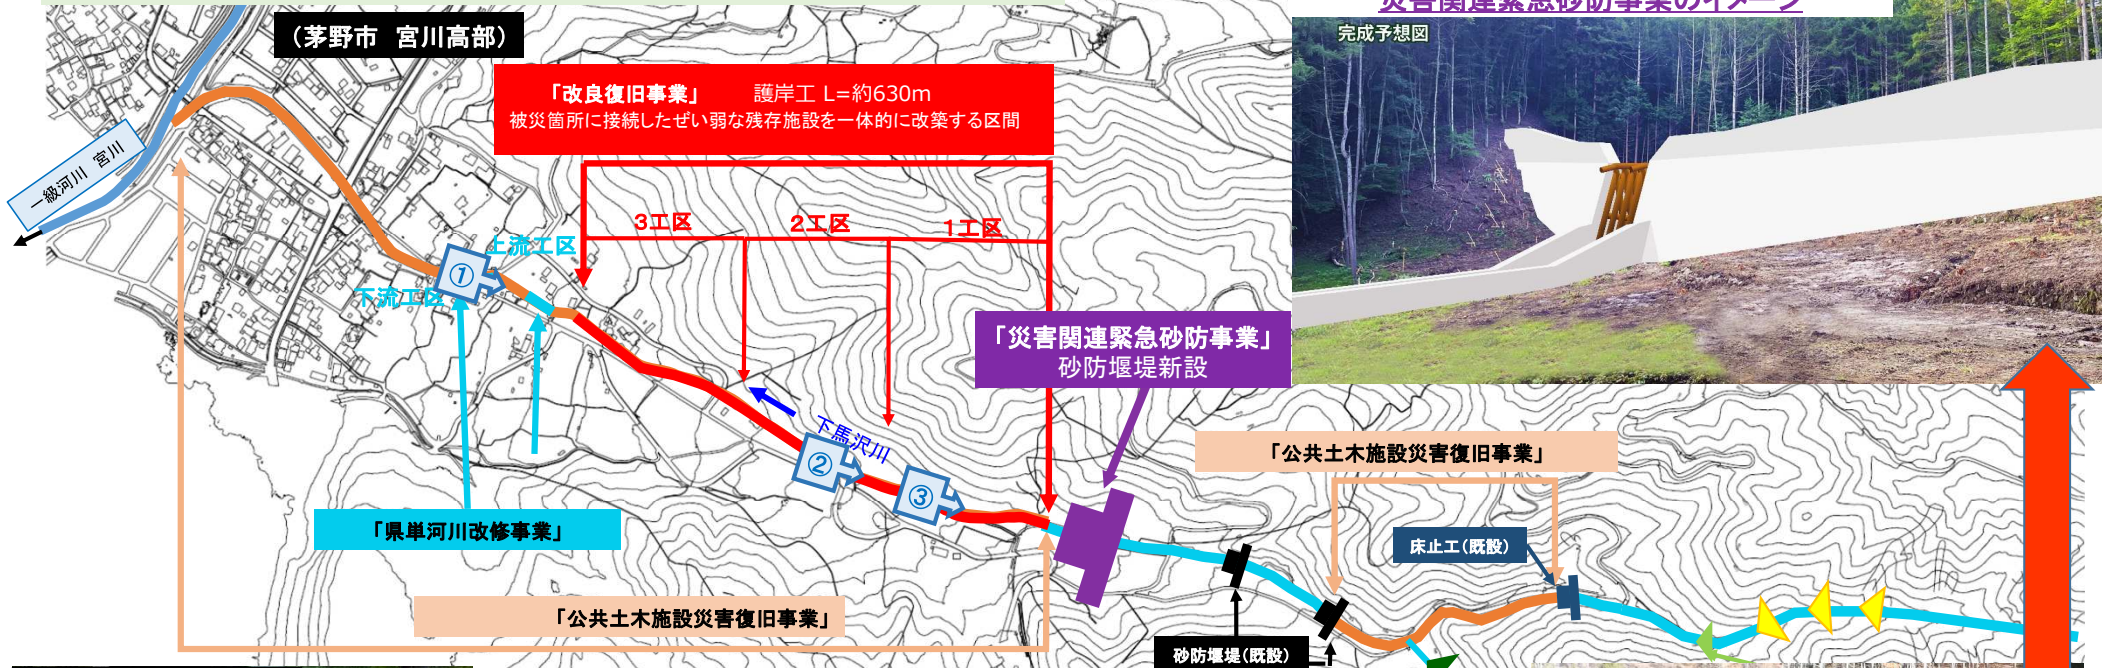 災害関連緊急砂防事業のイメージ
（茅野市　宮川高部）
完成予想図
「改良復旧事業」　護岸工 L=約630m
被災箇所に接続したぜい弱な残存施設を一体的に改築する区間
一級河川　宮川
3工区
2工区
1工区
上流工区
①
下流工区
「災害関連緊急砂防事業」
砂防堰堤新設
下馬沢川
②
③
「公共土木施設災害復旧事業」
「県単河川改修事業」
床止工（既設）
「公共土木施設災害復旧事業」
砂防堰堤（既設）